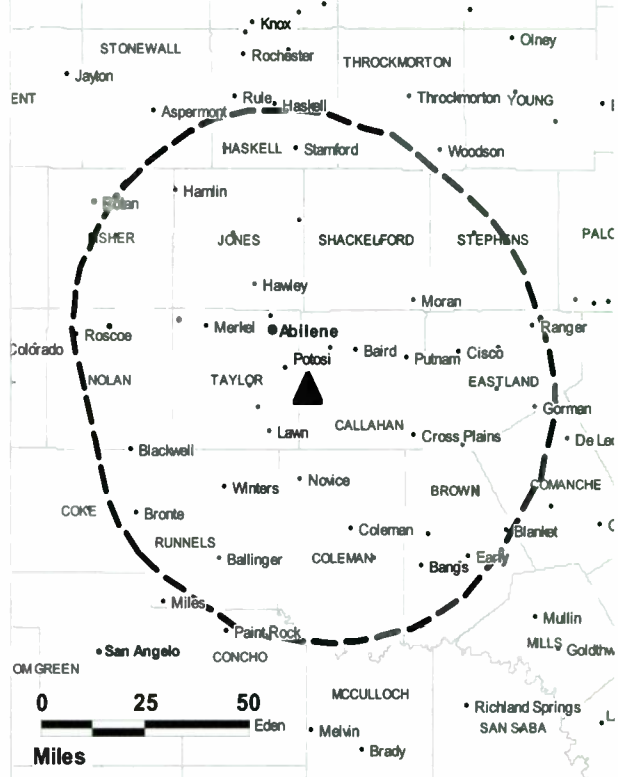 Knox
Olney
STONEWALL
Rochester
THROCKMORTON
Jayton
ENT
Rule
Haskell
Throckmorton
YOUNG
Aspermont
HASKELL
Stamford
Woodson
Hamlin
JONES
SHACKELFORD
STEPHENS
PALO
Hawley
Moran
Roscoe
Merkel
Abilene
Ranger
Colorado
Potosi
Baird
Putnam
Cisco
NOLAN
TAYLOR
EASTLAND
Gorman
Lawn
CALLAHAN
Cross Plains
De Leo
Blackwell
Winters
Novice
BROWN
COMANCHE
COKE
Bronte
Coleman
Blanket
RUNNELS
Ballinger
COLEMAN
Bangs
Early
Miles
Paint Rock
Mullin
San Angelo
CONCHO
MILLS
Goldthw
OM GREEN
0 25 50
MCCULLOCH
Richland Springs
Eden
Melvin
SAN SABA
Miles
Brady